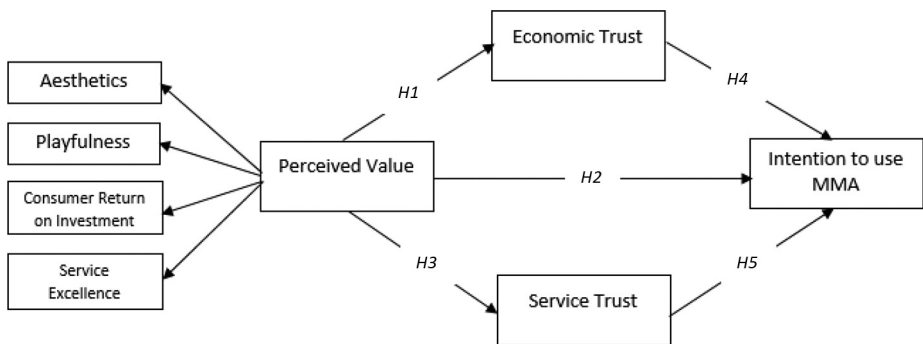 Aesthetics
Playfulness
Consumer Return
on Investment
Service
Excellence
Perceived Value
H1
H2
H3
Economic Trust
Service Trust
H4
H5
Intention to use
MMA